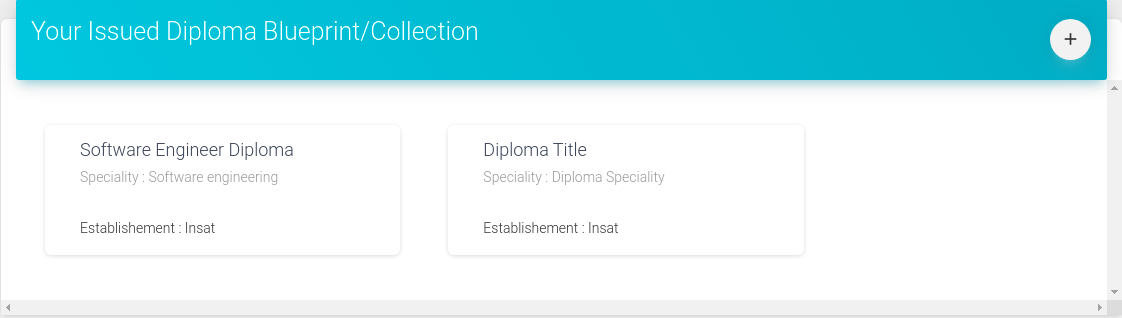 Your Issued Diploma Blueprint/Collection
+
Software Engineer Diploma
Speciality : Software engineering
Establishement : Insat
Diploma Title
Speciality : Diploma Speciality
Establishement : Insat